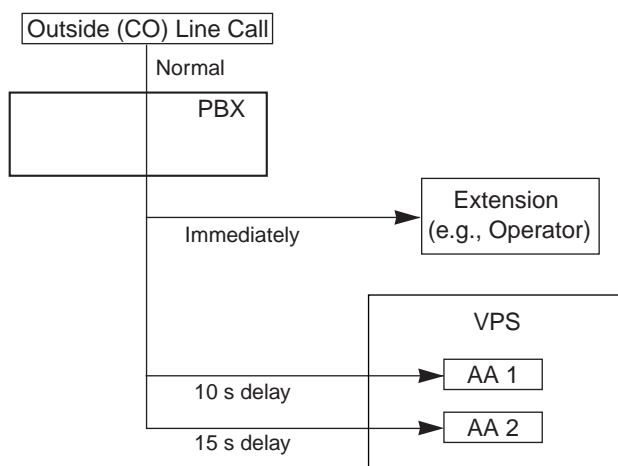 Outside (CO) Line Call
Normal
PBX
Extension
(e.g., Operator)
Immediately
VPS
AA 1
10 s delay
AA 2
15 s delay